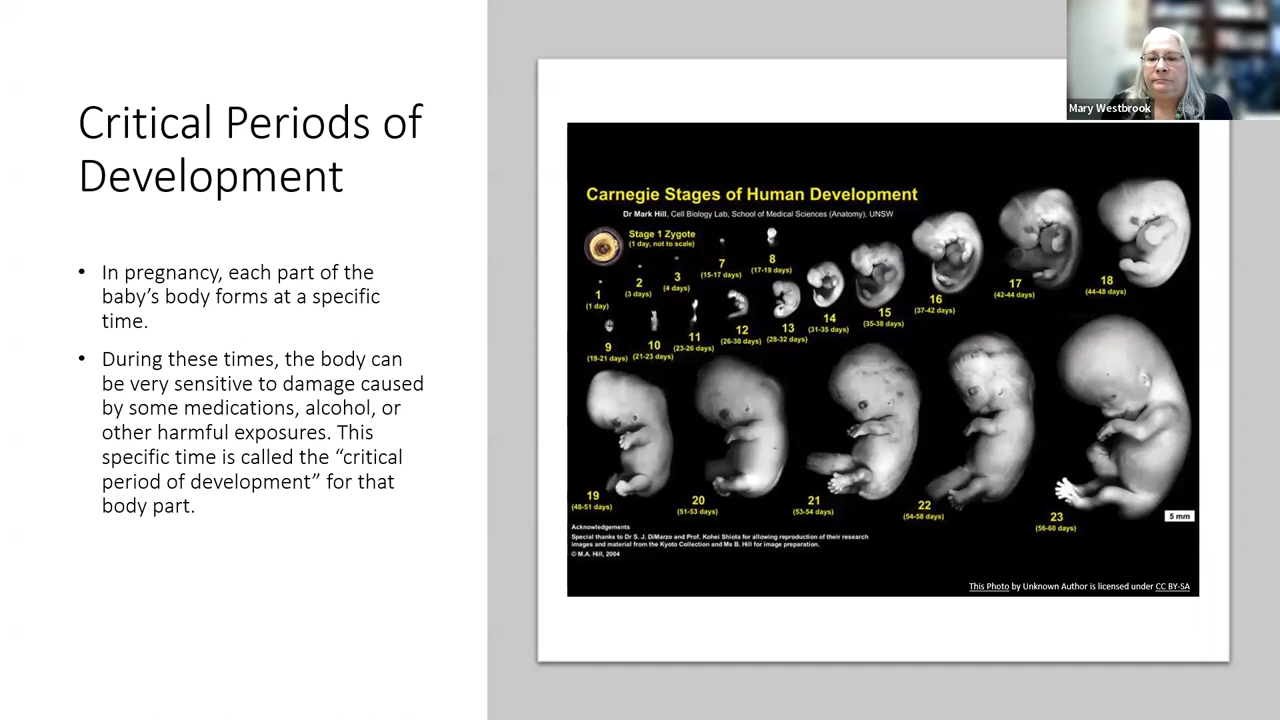 Critical Periods of
Development
• In pregnancy, each part of the
baby’s body forms at a specific
time.
• During these times, the body can
be very sensitive to damage caused
by some medications, alcohol, or
other harmful exposures. This
specific time is called the “critical
period of development” for that
body part.
Mary Westbrook
Carnegie Stages of Human Development
Dr Mark Hill, Cell Biology Lab, School of Medical Sciences (Anatomy), UNSW
Stage 1 Zygote
(1 day, not to scale)
1
(1 day)
2
(3 days)
3
(4 days)
7
(15-17 days)
8
(17-19 days)
9
(19-21 days)
10
(21-23 days)
11
(23-26 days)
12
(26-30 days)
13
(28-32 days)
14
(31-35 days)
15
(35-38 days)
16
(37-42 days)
17
(42-44 days)
18
(44-48 days)
19
(48-51 days)
20
(51-53 days)
21
(53-54 days)
22
(54-58 days)
23
(56-60 days)
5 mm
Acknowledgements
Special thanks to Dr S. J. DiMarzo and Prof. Kohei Shiota for allowing reproduction of their research
images and material from the Kyoto Collection and Ms B. Hill for image preparation.
© M.A. Hill, 2004
This Photo by Unknown Author is licensed under CC BY-SA